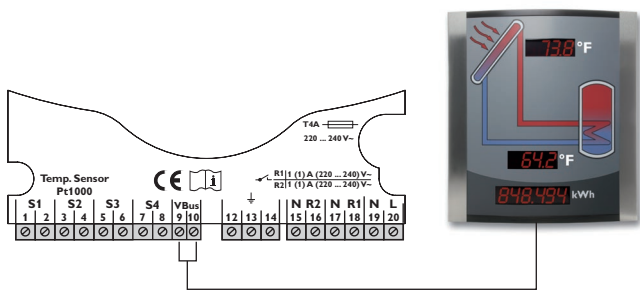 73.8 °F
T4A
220 ... 240 V~
Temp. Sensor
Pt1000
CE i
R1 1 (1) A (220 ... 240) V~
R2 1 (1) A (220 ... 240) V~
64.2 °F
848.494 kWh
S1 S2 S3 S4 VBus N R2 N R1 N L
1 2 3 4 5 6 7 8 9 10 12 13 14 15 16 17 18 19 20